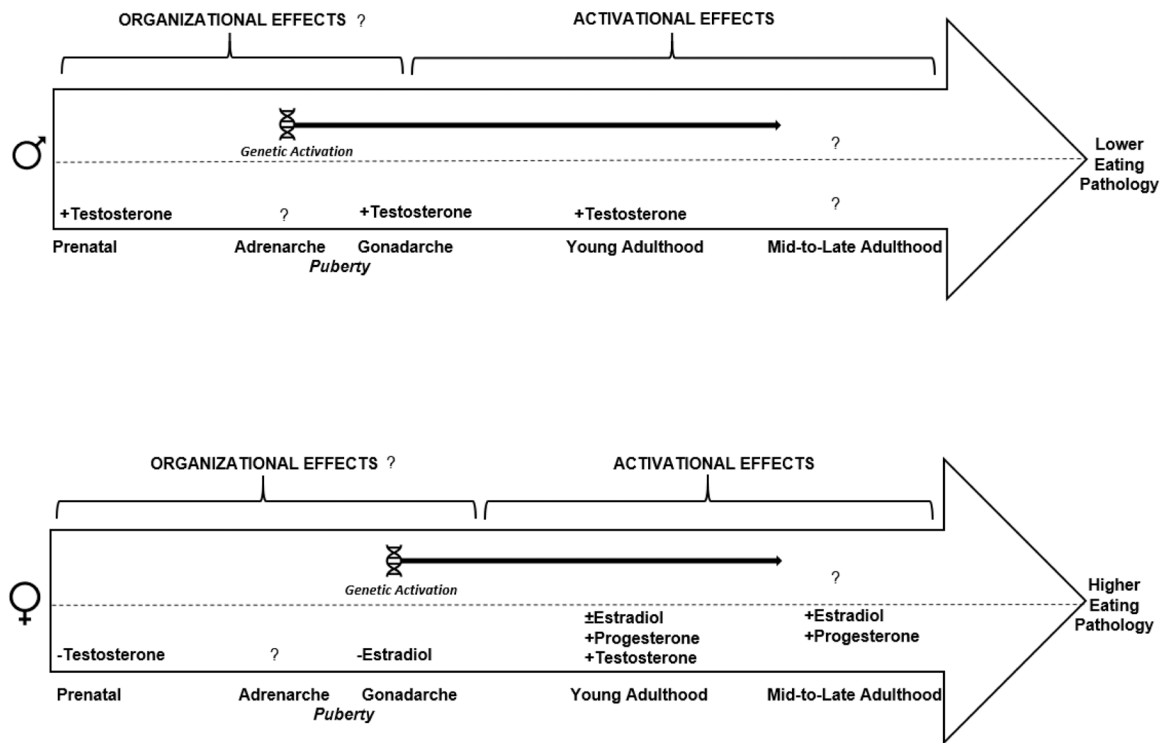 ORGANIZATIONAL EFFECTS ?
ACTIVATIONAL EFFECTS
Genetic Activation
?
Lower
Eating
Pathology
+Testosterone
?
+Testosterone
+Testosterone
?
Prenatal
Adrenarche
Gonadarche
Young Adulthood
Mid-to-Late Adulthood
Puberty
ORGANIZATIONAL EFFECTS ?
ACTIVATIONAL EFFECTS
Genetic Activation
?
Higher
Eating
Pathology
-Testosterone
?
-Estradiol
±Estradiol
+Progesterone
+Testosterone
+Estradiol
+Progesterone
Prenatal
Adrenarche
Gonadarche
Young Adulthood
Mid-to-Late Adulthood
Puberty